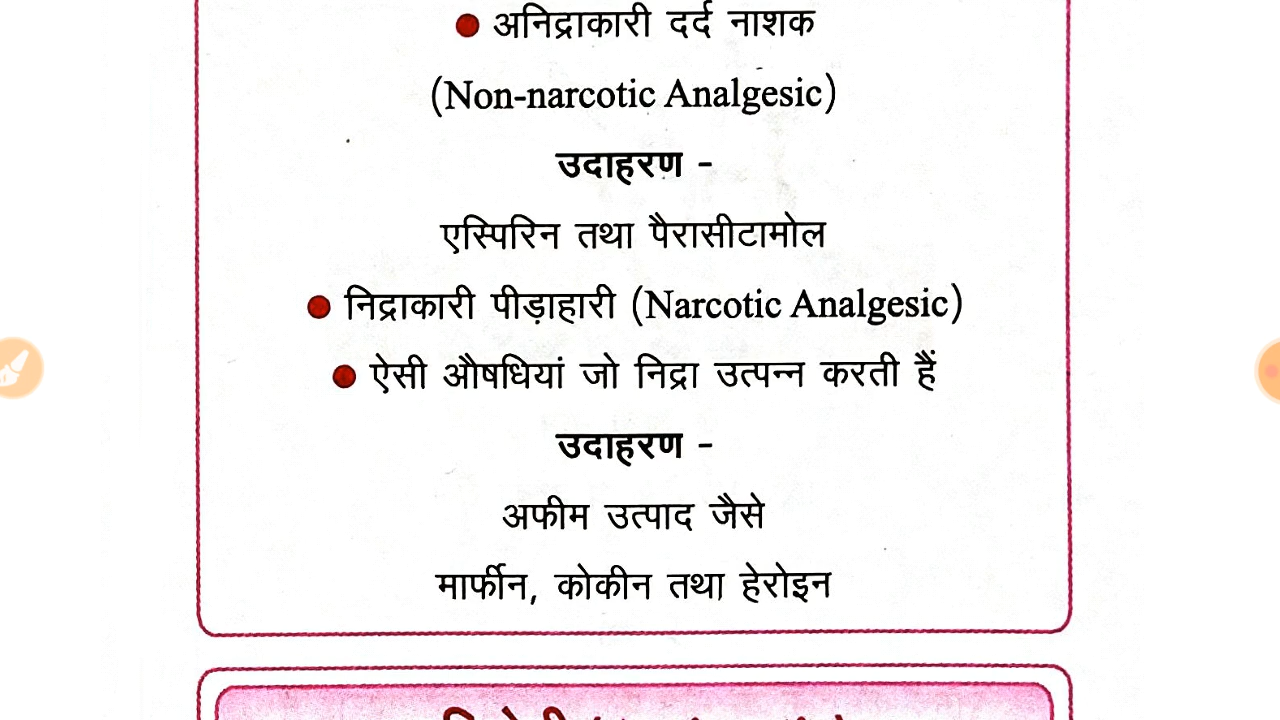 ● अनिद्राकारी दर्द नाशक
(Non-narcotic Analgesic)
उदाहरण -
एस्पिरिन तथा पैरासीटामोल
● निद्राकारी पीड़ाहारी (Narcotic Analgesic)
● ऐसी औषधियां जो निद्रा उत्पन्न करती हैं
उदाहरण -
अफीम उत्पाद जैसे
मार्फीन, कोकीन तथा हेरोइन